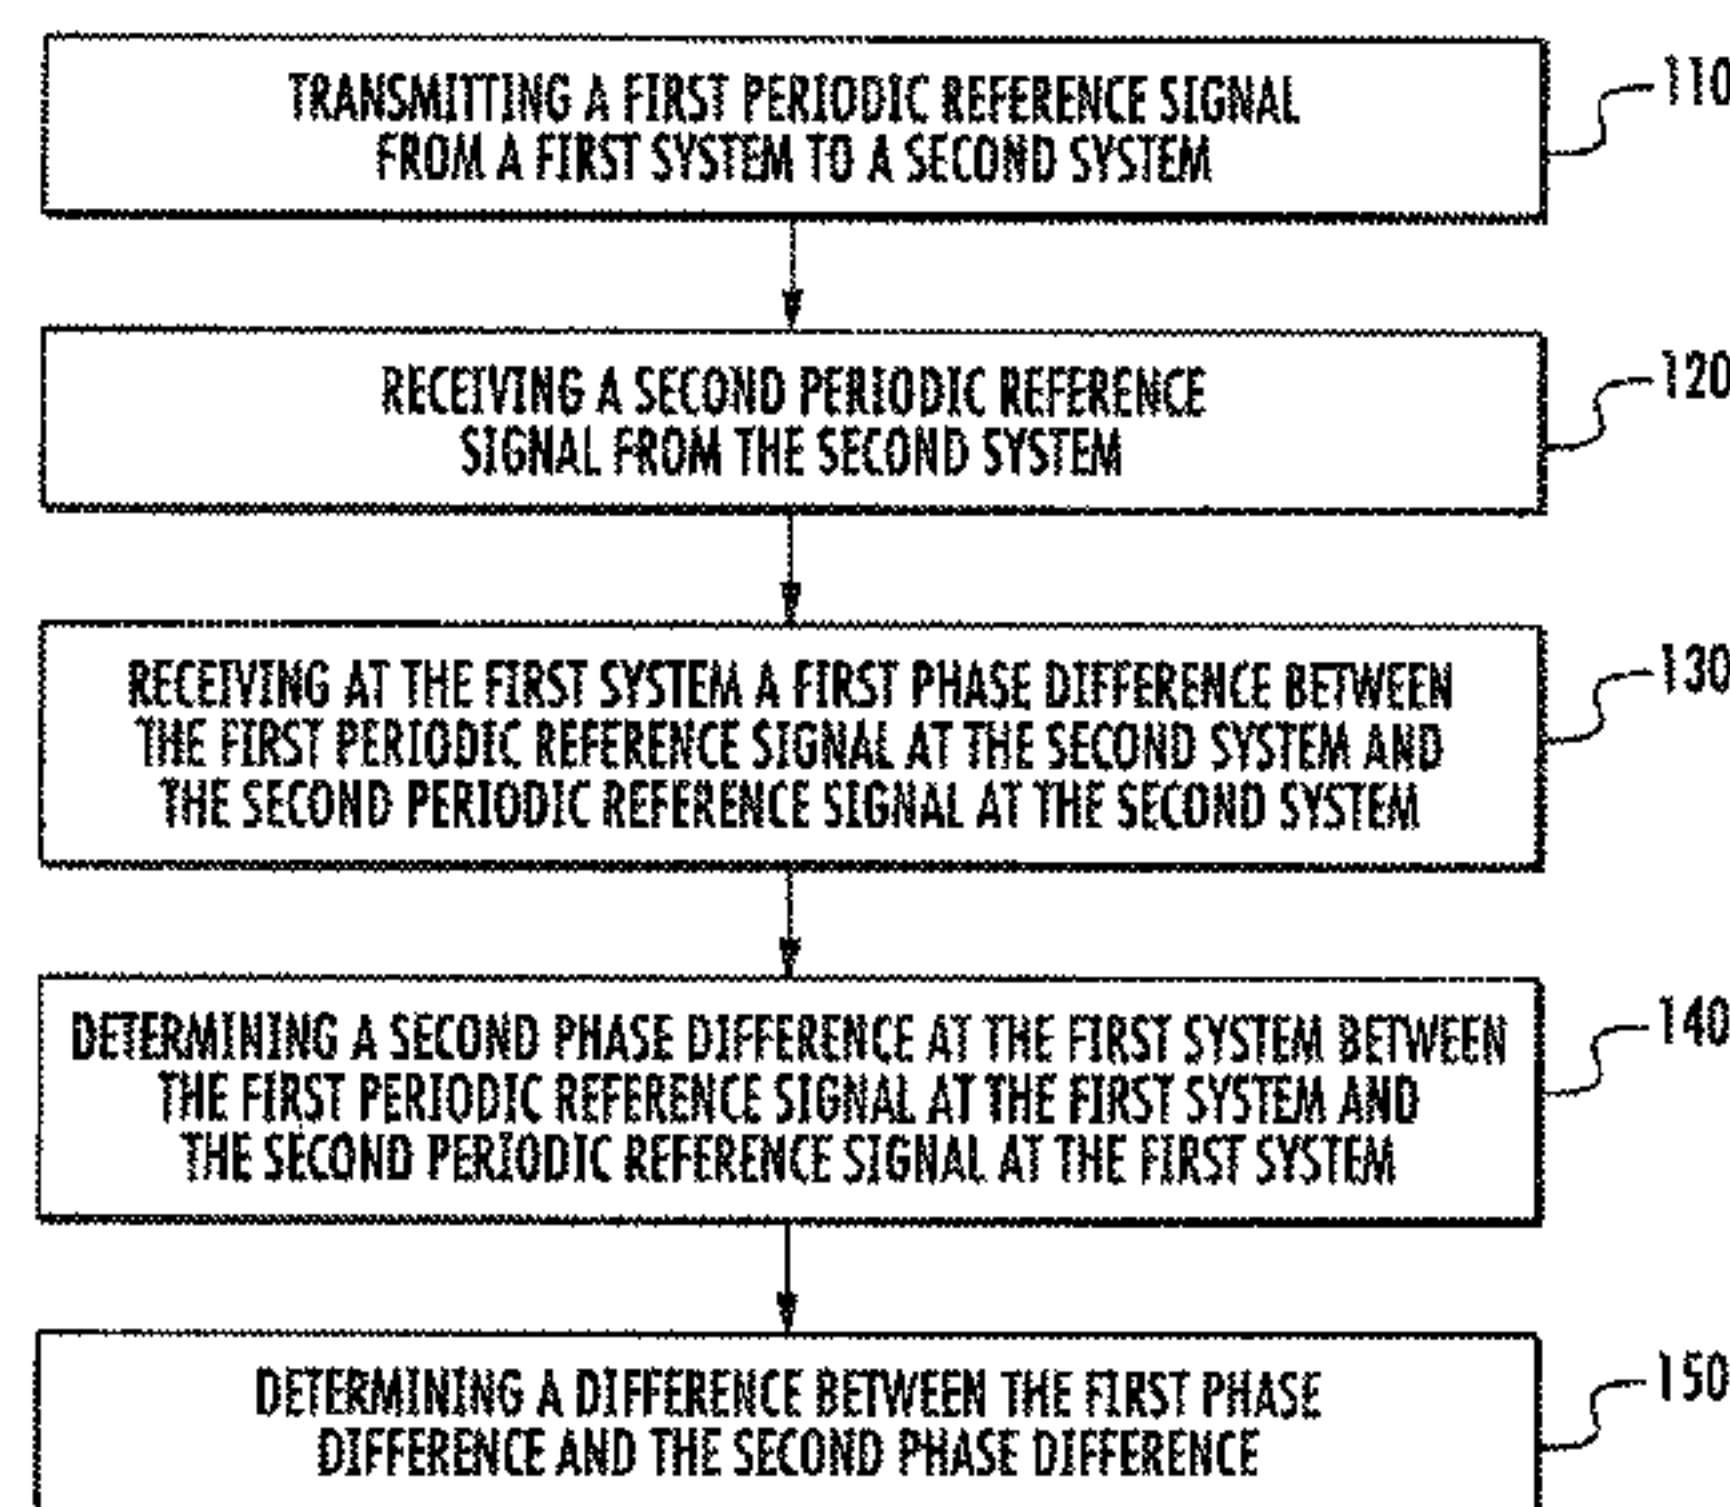 TRANSMITTING A FIRST PERIODIC REFERENCE SIGNAL
FROM A FIRST SYSTEM TO A SECOND SYSTEM
110
RECEIVING A SECOND PERIODIC REFERENCE
SIGNAL FROM THE SECOND SYSTEM
120
RECEIVING AT THE FIRST SYSTEM A FIRST PHASE DIFFERENCE BETWEEN
THE FIRST PERIODIC REFERENCE SIGNAL AT THE SECOND SYSTEM AND
THE SECOND PERIODIC REFERENCE SIGNAL AT THE SECOND SYSTEM
130
DETERMINING A SECOND PHASE DIFFERENCE AT THE FIRST SYSTEM BETWEEN
THE FIRST PERIODIC REFERENCE SIGNAL AT THE FIRST SYSTEM AND
THE SECOND PERIODIC REFERENCE SIGNAL AT THE FIRST SYSTEM
140
DETERMINING A DIFFERENCE BETWEEN THE FIRST PHASE
DIFFERENCE AND THE SECOND PHASE DIFFERENCE
150